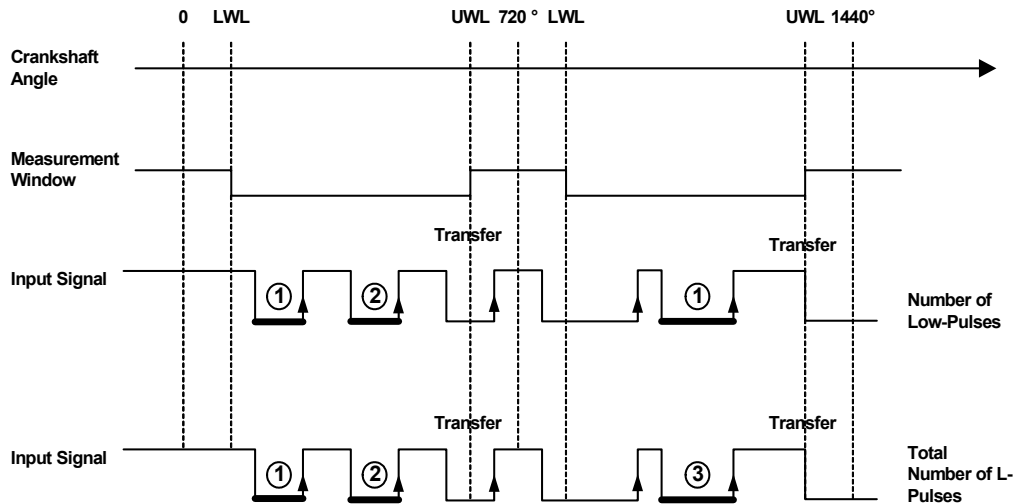 0 LWL UWL 720 ° LWL UWL 1440°
Crankshaft
Angle
Measurement
Window
Transfer Transfer
Input Signal
1 2 1
Number of
Low-Pulses
Transfer Transfer
Input Signal
1 2 3
Total
Number of L-
Pulses